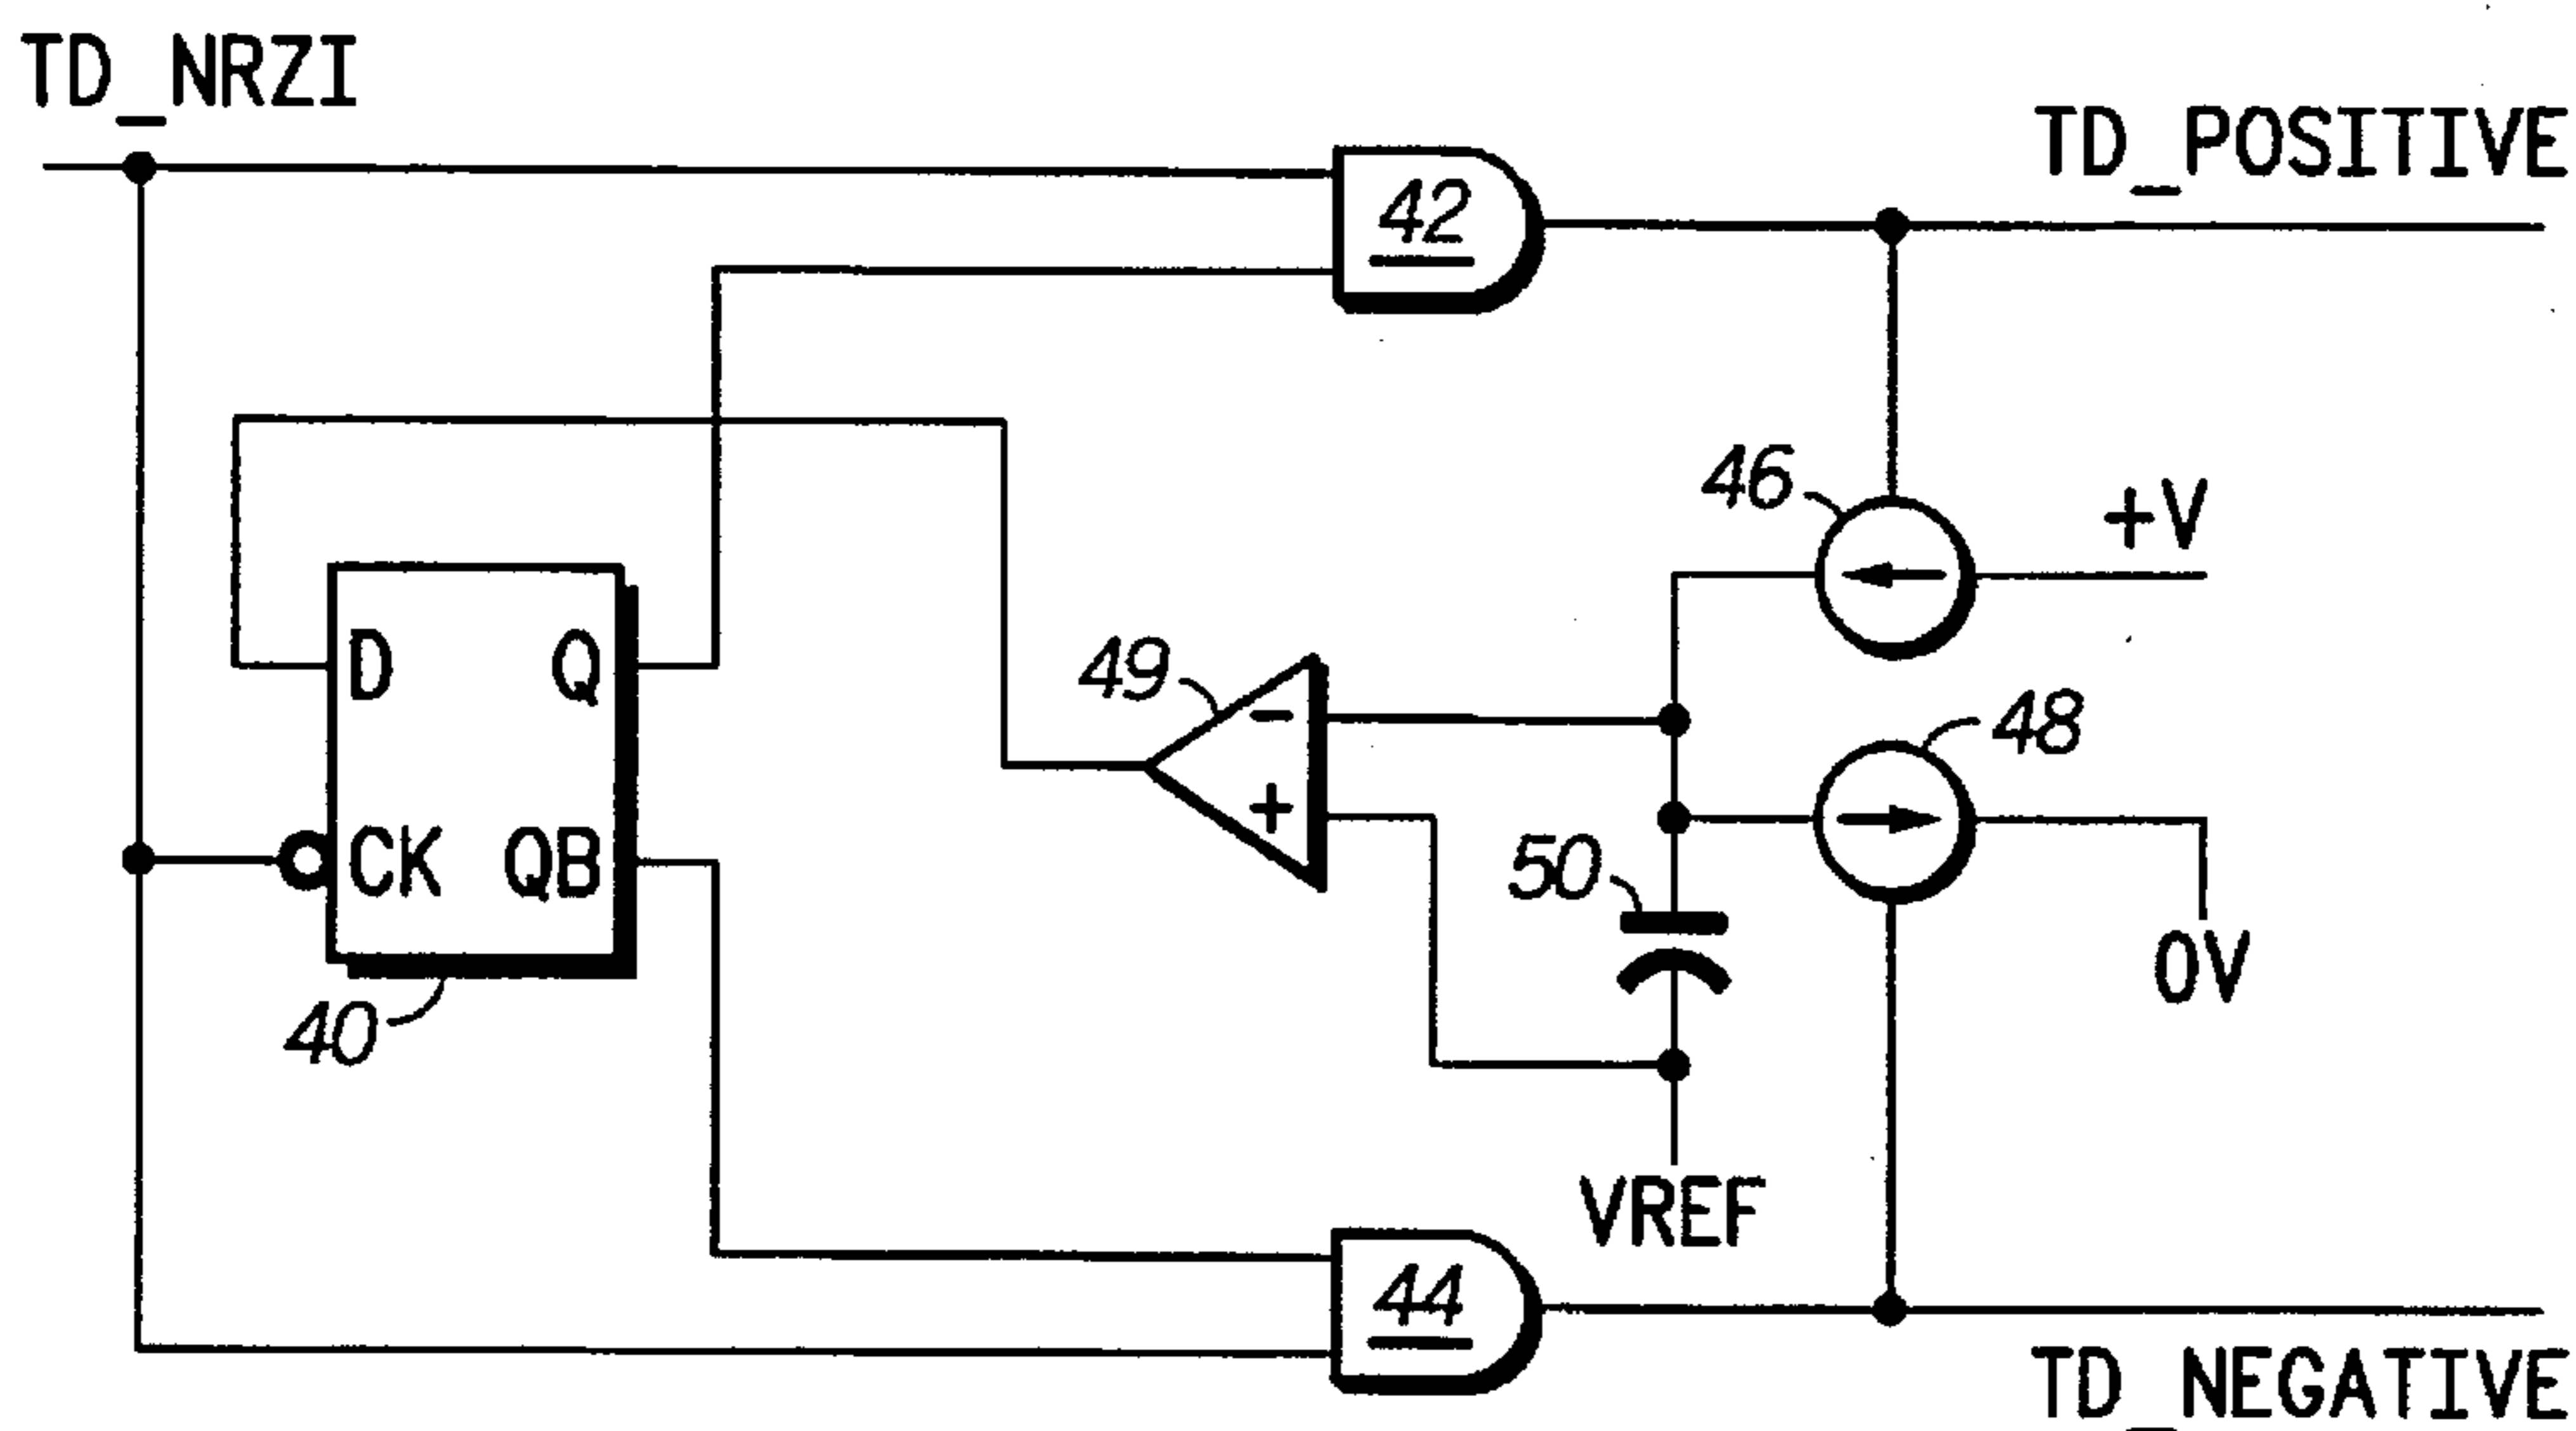 TD_NRZI
TD_POSITIVE
42
46
+V
49
-
+
48
D
Q
CK
QB
50
0V
40
VREF
44
TD_NEGATIVE